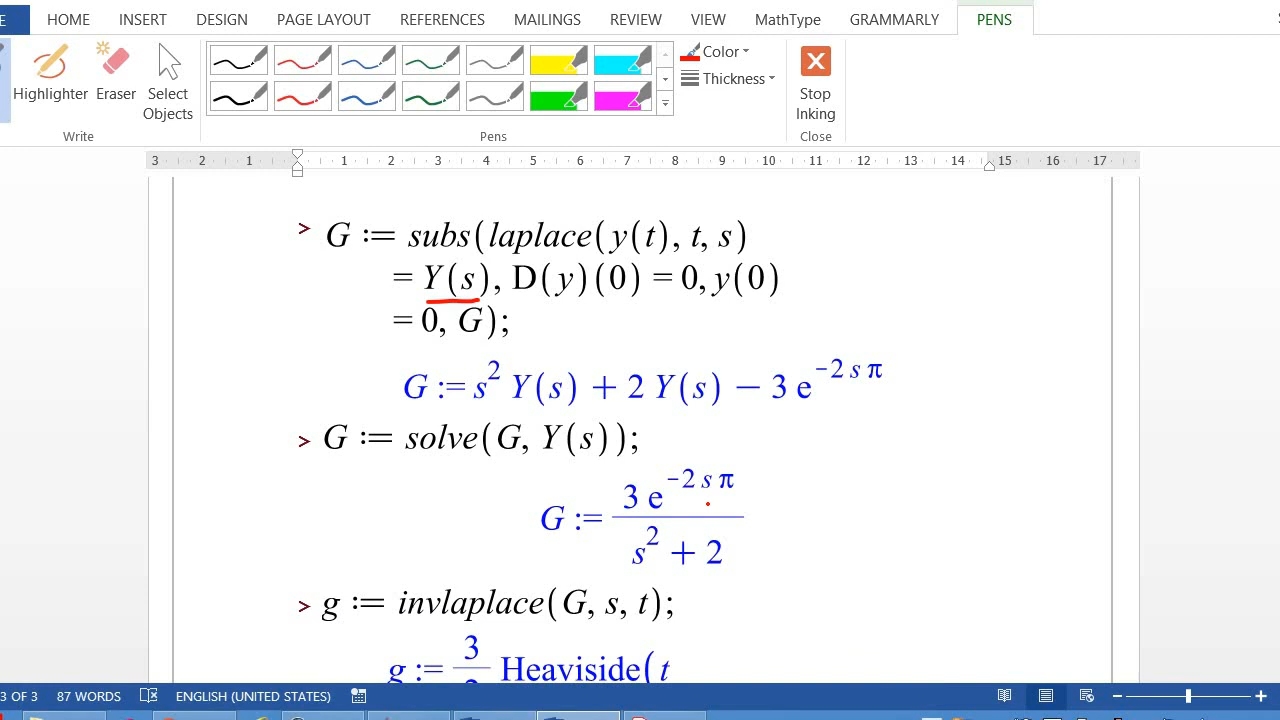 E HOME INSERT DESIGN PAGE LAYOUT REFERENCES MAILINGS REVIEW VIEW MathType GRAMMARLY PENS
Highlighter Eraser Select Objects
Color
Thickness
Stop Inking
Write Pens Close
3 2 1 1 2 3 4 5 6 7 8 9 10 11 12 13 14 15 16 17
> G := subs(laplace(y(t), t, s)
= Y(s), D(y)(0) = 0, y(0)
= 0, G);
G := s² Y(s) + 2 Y(s) − 3 e^(−2 s π)
> G := solve(G, Y(s));
G := (3 e^(−2 s π))/(s² + 2)
> g := invlaplace(G, s, t);
g := 3/2 Heaviside(t
3 OF 3 87 WORDS ENGLISH (UNITED STATES)